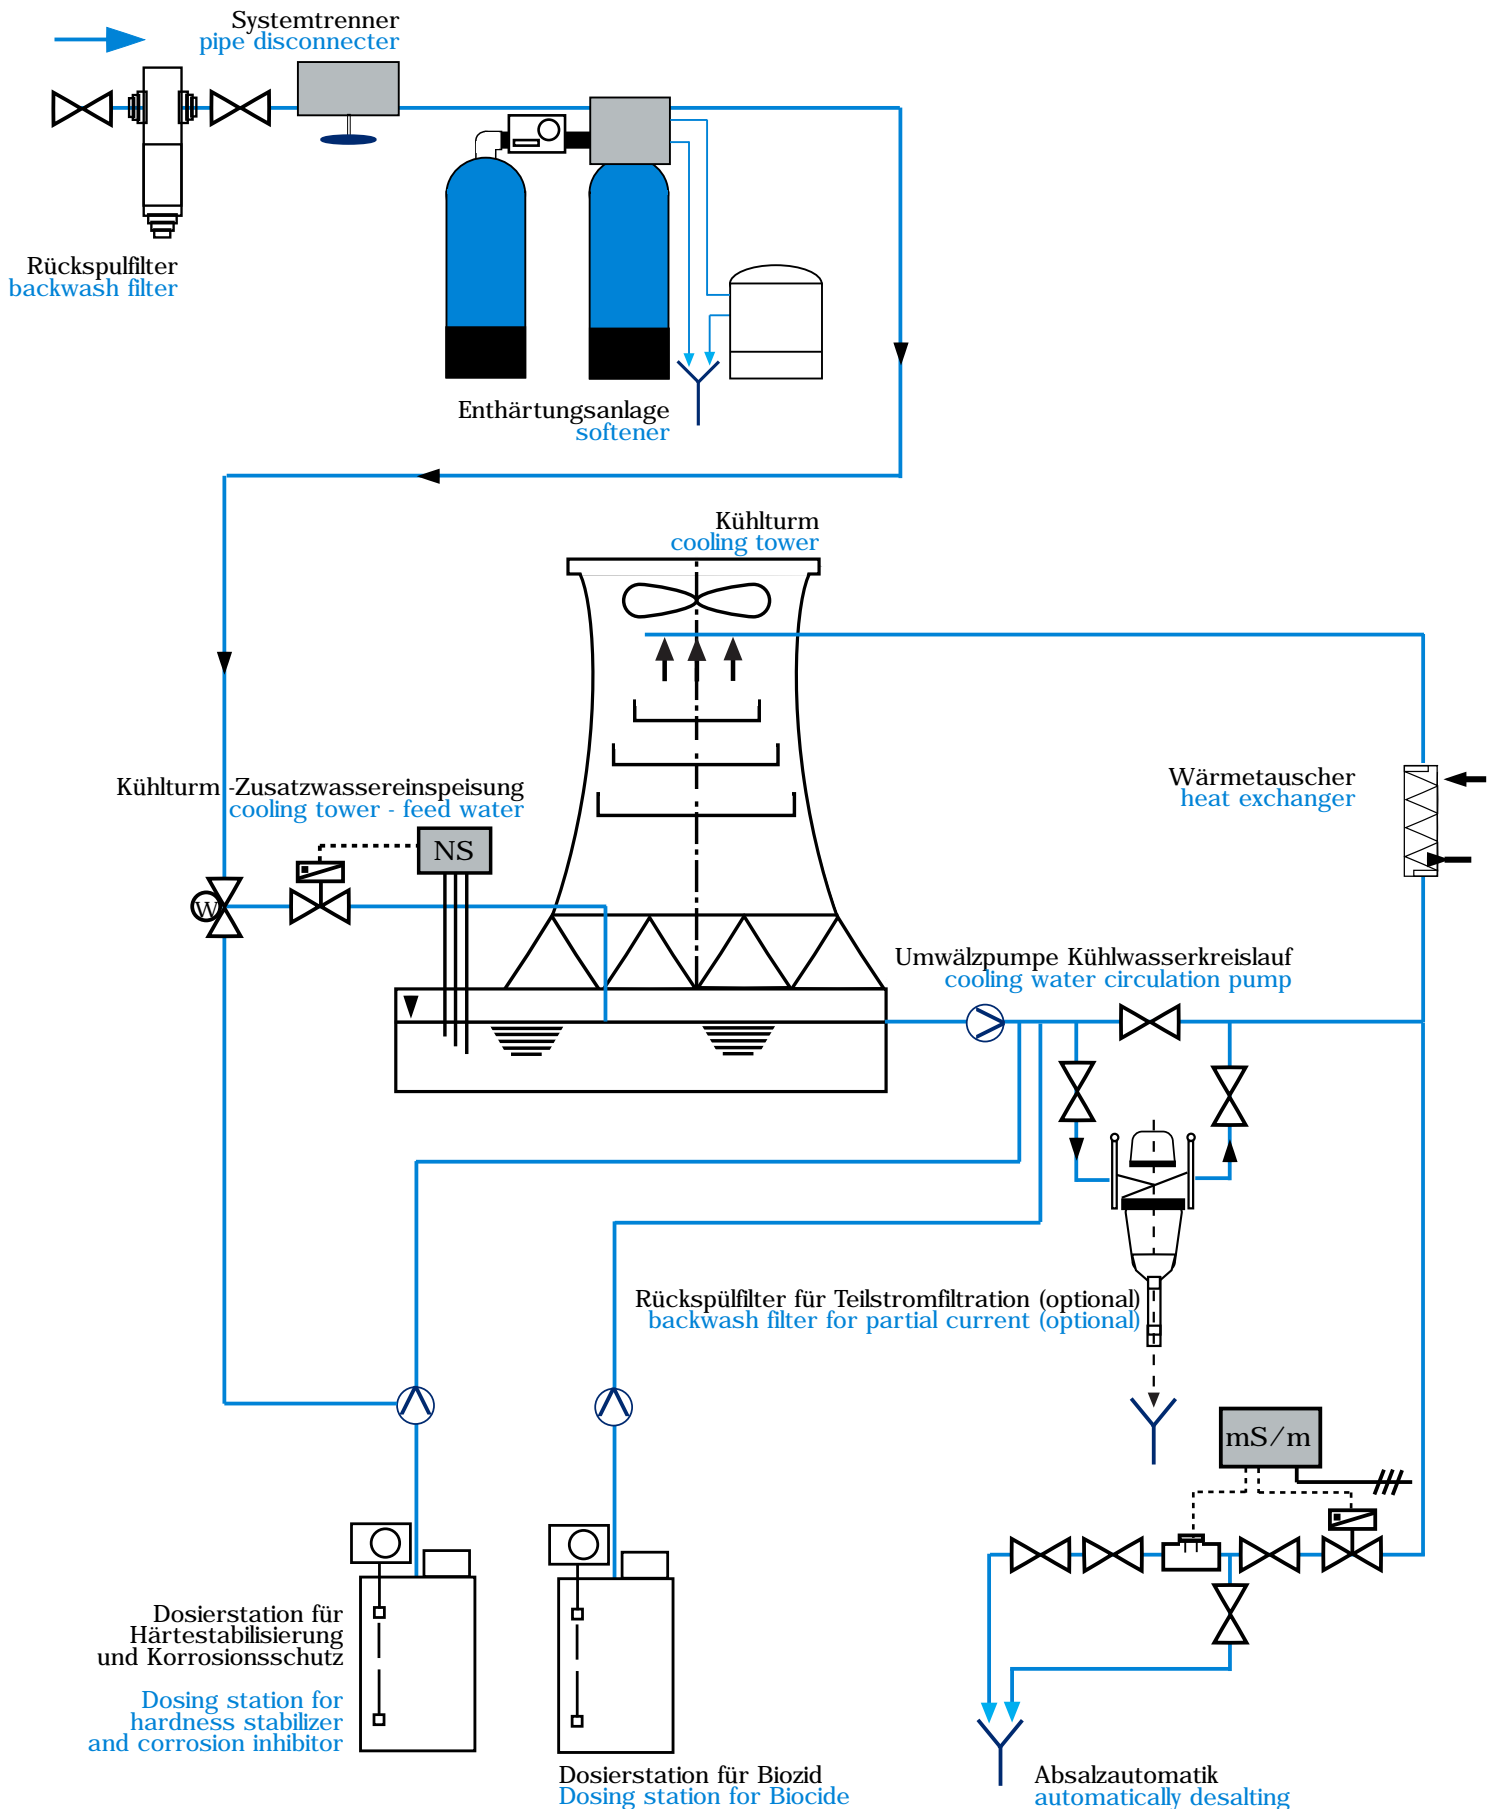 Systemtrenner
pipe disconnecter
Rückspulfilter
backwash filter
Enthärtungsanlage
softener
Kühlturm
cooling tower
Kühlturm -Zusatzwassereinspeisung
cooling tower - feed water
NS
W
Wärmetauscher
heat exchanger
Umwälzpumpe Kühlwasserkreislauf
cooling water circulation pump
Rückspülfilter für Teilstromfiltration (optional)
backwash filter for partial current (optional)
mS/m
Dosierstation für
Härtestabilisierung
und Korrosionsschutz
Dosing station for
hardness stabilizer
and corrosion inhibitor
Dosierstation für Biozid
Dosing station for Biocide
Absalzautomatik
automatically desalting